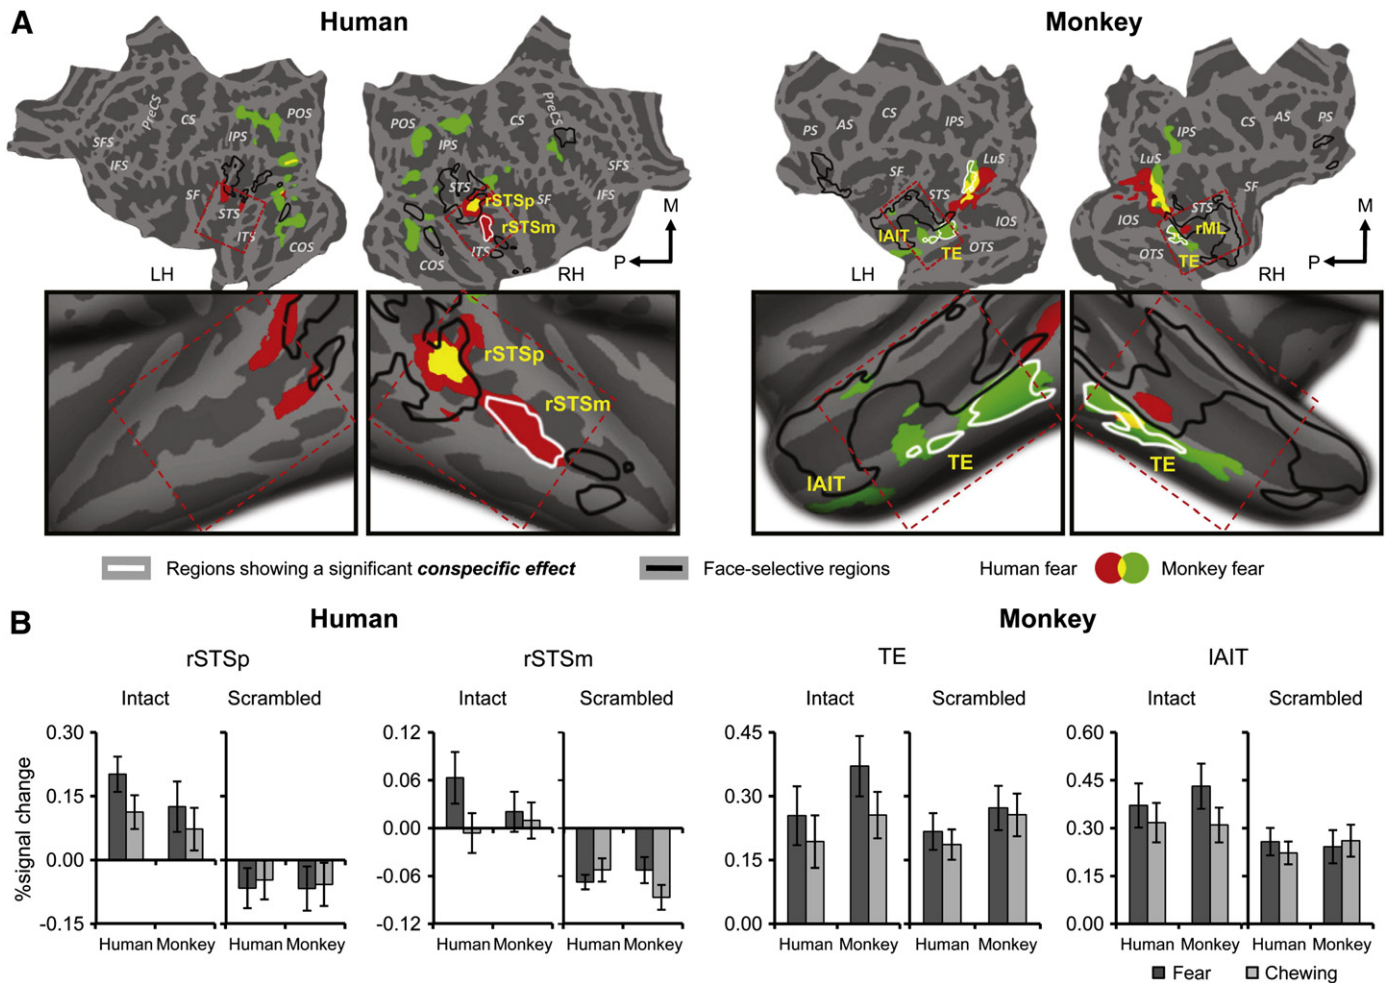 A
Human
Monkey
SFS
PreCS
CS
IPS
POS
IFS
SF
STS
ITS
COS
LH
POS
IPS
CS
PreCS
SFS
STS
rSTSp
SF
IFS
rSTSm
ITS
COS
RH
M
P
PS
AS
CS
IPS
LuS
SF
STS
IOS
lAIT
TE
OTS
LH
IPS
CS
AS
PS
LuS
SF
STS
IOS
rML
OTS
TE
RH
M
P
rSTSp
rSTSm
lAIT
TE
TE
Regions showing a significant conspecific effect
Face-selective regions
Human fear
Monkey fear
B
Human
Monkey
rSTSp
rSTSm
TE
lAIT
Intact
Scrambled
Intact
Scrambled
Intact
Scrambled
Intact
Scrambled
%signal change
0.30
0.15
0.00
-0.15
Human Monkey
Human Monkey
0.12
0.06
0.00
-0.06
-0.12
Human Monkey
Human Monkey
0.45
0.30
0.15
0.00
Human Monkey
Human Monkey
0.60
0.45
0.30
0.15
0.00
Human Monkey
Human Monkey
Fear
Chewing